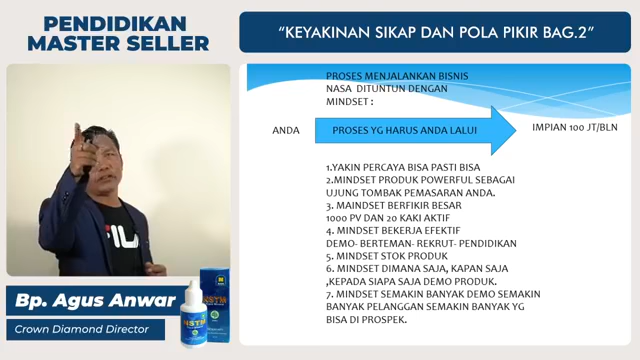 PENDIDIKAN
MASTER SELLER
"KEYAKINAN SIKAP DAN POLA PIKIR BAG.2"
PROSES MENJALANKAN BISNIS
NASA DITUNTUN DENGAN
MINDSET :
ANDA
PROSES YG HARUS ANDA LALUI
IMPIAN 100 JT/BLN
1.YAKIN PERCAYA BISA PASTI BISA
2.MINDSET PRODUK POWERFUL SEBAGAI
UJUNG TOMBAK PEMASARAN ANDA.
3. MAINDSET BERFIKIR BESAR
1000 PV DAN 20 KAKI AKTIF
4. MINDSET BEKERJA EFEKTIF
DEMO- BERTEMAN- REKRUT- PENDIDIKAN
5. MINDSET STOK PRODUK
6. MINDSET DIMANA SAJA, KAPAN SAJA
,KEPADA SIAPA SAJA DEMO PRODUK.
7. MINDSET SEMAKIN BANYAK DEMO SEMAKIN
BANYAK PELANGGAN SEMAKIN BANYAK YG
BISA DI PROSPEK.
Bp. Agus Anwar
Crown Diamond Director